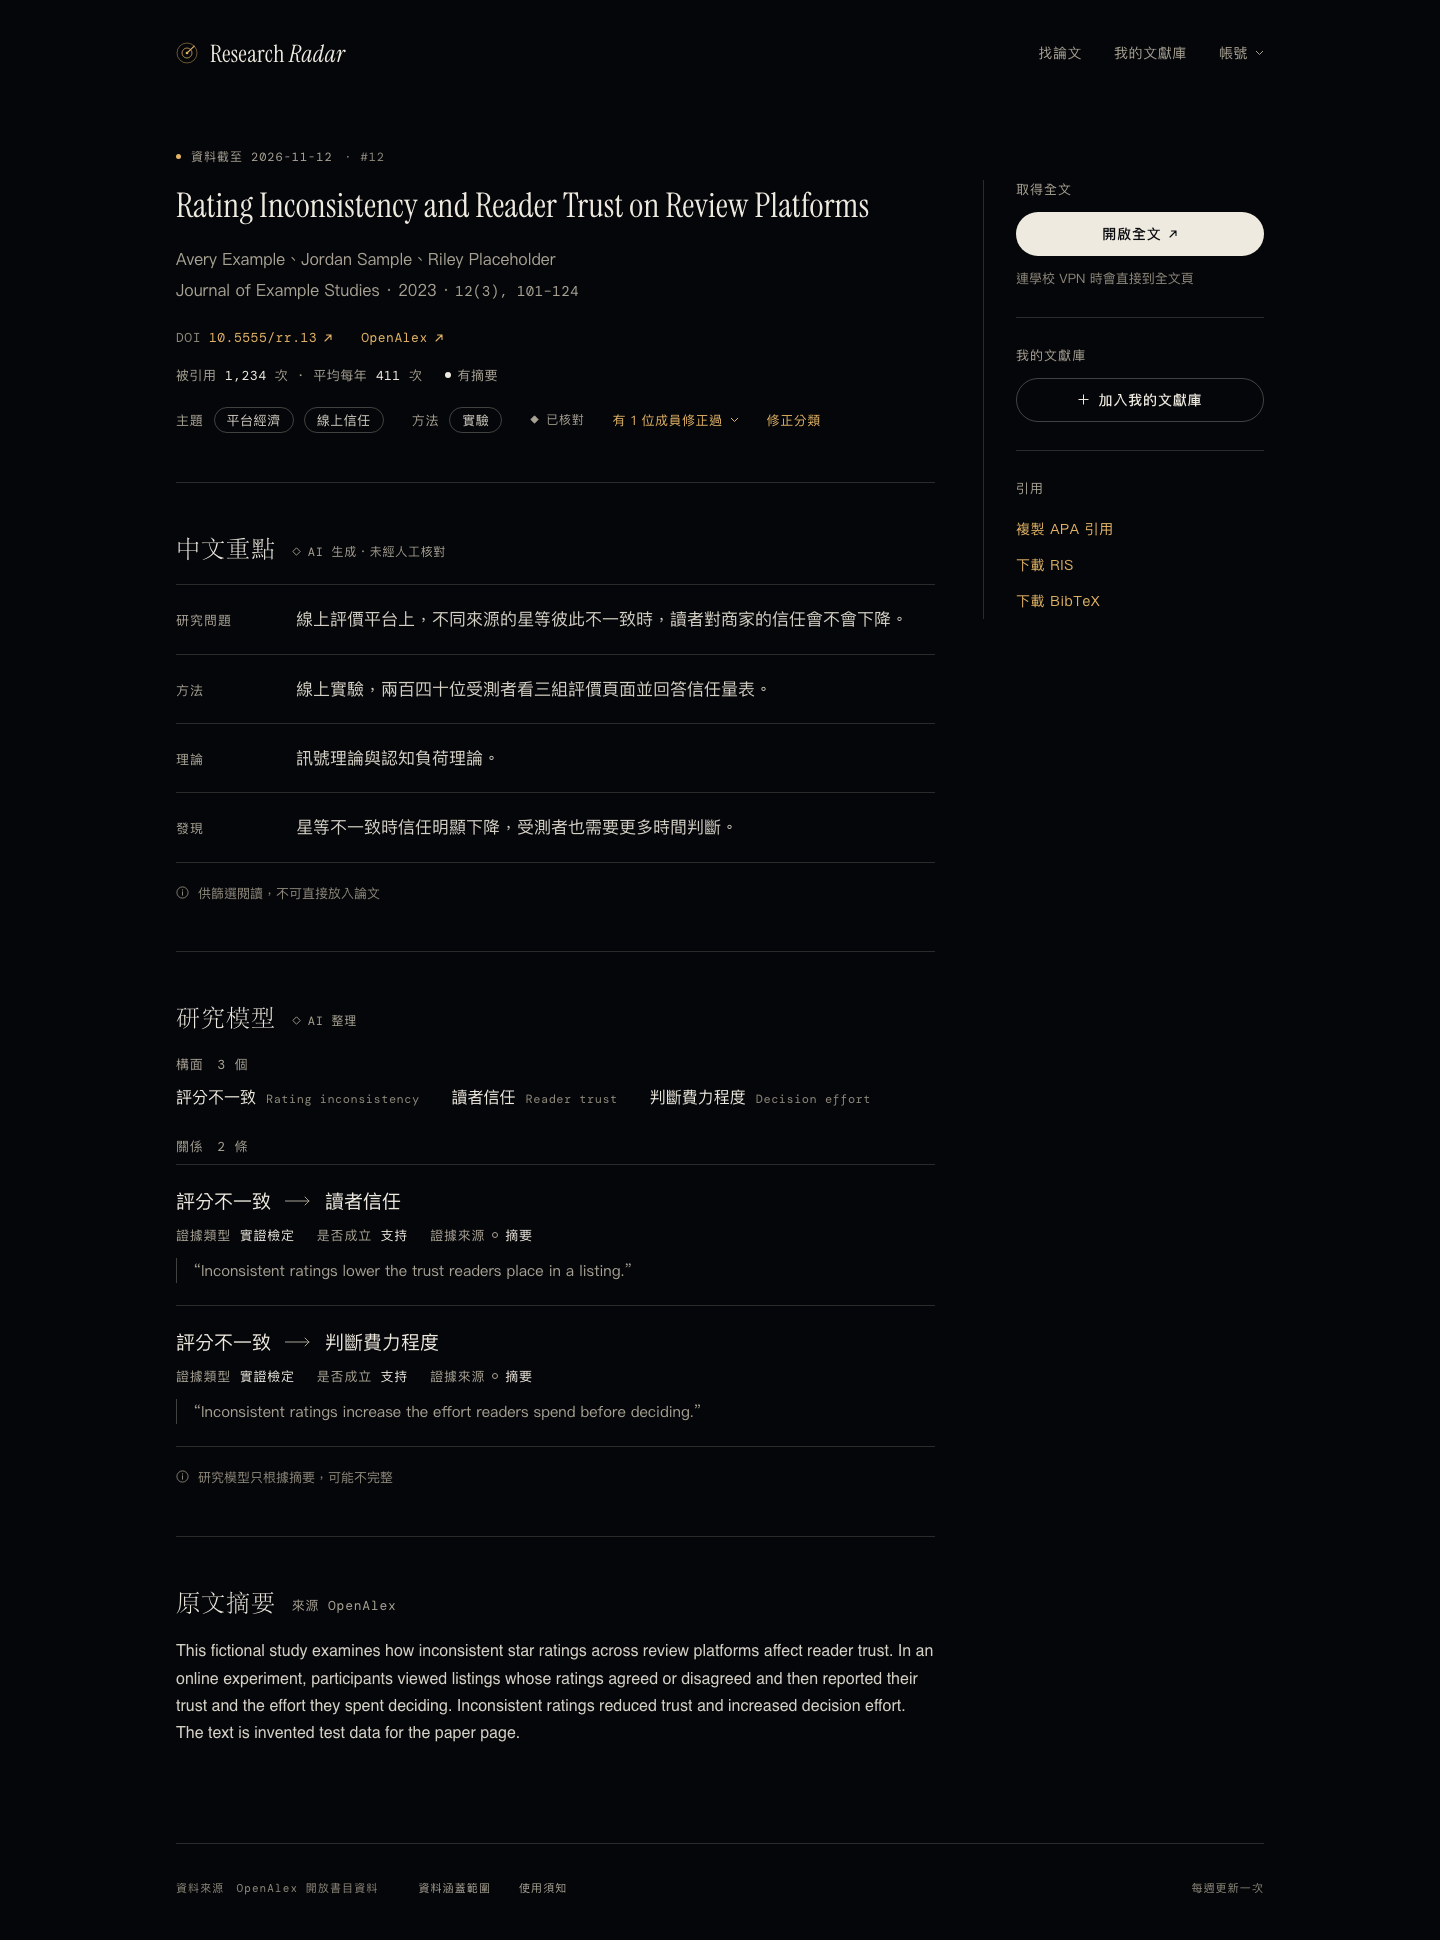 Research Radar
找論文 我的文獻庫 帳號
資料截至 2026-11-12 · #12
Rating Inconsistency and Reader Trust on Review Platforms
Avery Example、Jordan Sample、Riley Placeholder
Journal of Example Studies · 2023 · 12(3), 101-124
DOI 10.5555/rr.13 ↗ OpenAlex ↗
被引用 1,234 次 · 平均每年 411 次 ● 有摘要
主題 平台經濟 線上信任 方法 實驗 ◆ 已核對 有 1 位成員修正過 修正分類
取得全文
開啟全文 ↗
連學校 VPN 時會直接到全文頁
我的文獻庫
+ 加入我的文獻庫
引用
複製 APA 引用
下載 RIS
下載 BibTeX
中文重點 ◇ AI 生成·未經人工核對
研究問題 線上評價平台上，不同來源的星等彼此不一致時，讀者對商家的信任會不會下降。
方法 線上實驗，兩百四十位受測者看三組評價頁面並回答信任量表。
理論 訊號理論與認知負荷理論。
發現 星等不一致時信任明顯下降，受測者也需要更多時間判斷。
ⓘ 供篩選閱讀，不可直接放入論文
研究模型 ◇ AI 整理
構面 3 個
評分不一致 Rating inconsistency 讀者信任 Reader trust 判斷費力程度 Decision effort
關係 2 條
評分不一致 → 讀者信任
證據類型 實證檢定 是否成立 支持 證據來源 ○ 摘要
“Inconsistent ratings lower the trust readers place in a listing.”
評分不一致 → 判斷費力程度
證據類型 實證檢定 是否成立 支持 證據來源 ○ 摘要
“Inconsistent ratings increase the effort readers spend before deciding.”
ⓘ 研究模型只根據摘要，可能不完整
原文摘要 來源 OpenAlex
This fictional study examines how inconsistent star ratings across review platforms affect reader trust. In an
online experiment, participants viewed listings whose ratings agreed or disagreed and then reported their
trust and the effort they spent deciding. Inconsistent ratings reduced trust and increased decision effort.
The text is invented test data for the paper page.
資料來源 OpenAlex 開放書目資料 資料涵蓋範圍 使用須知 每週更新一次